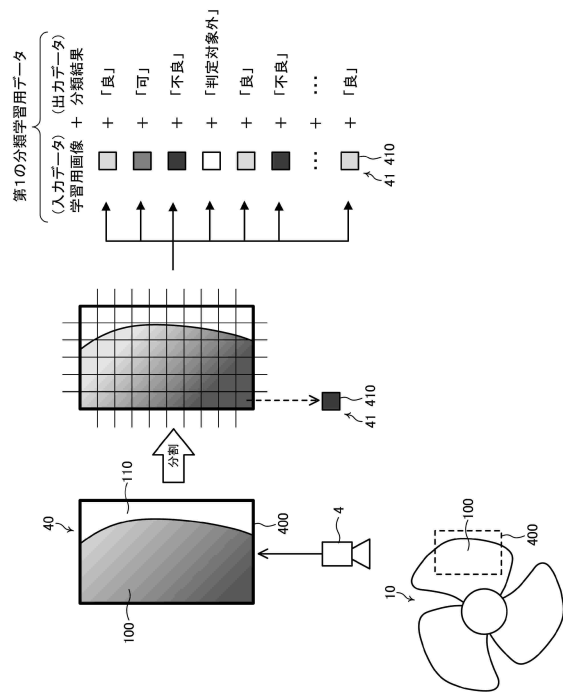 第1の分類学習用データ
(入力データ) (出力データ)
学習用画像 + 分類結果
+ 「良」
+ 「可」
+ 「不良」
+ 「判定対象外」
+ 「良」
+ 「不良」
… + …
+ 「良」
41 410
分割
41 410
40
110
100
400
4
10
100
400